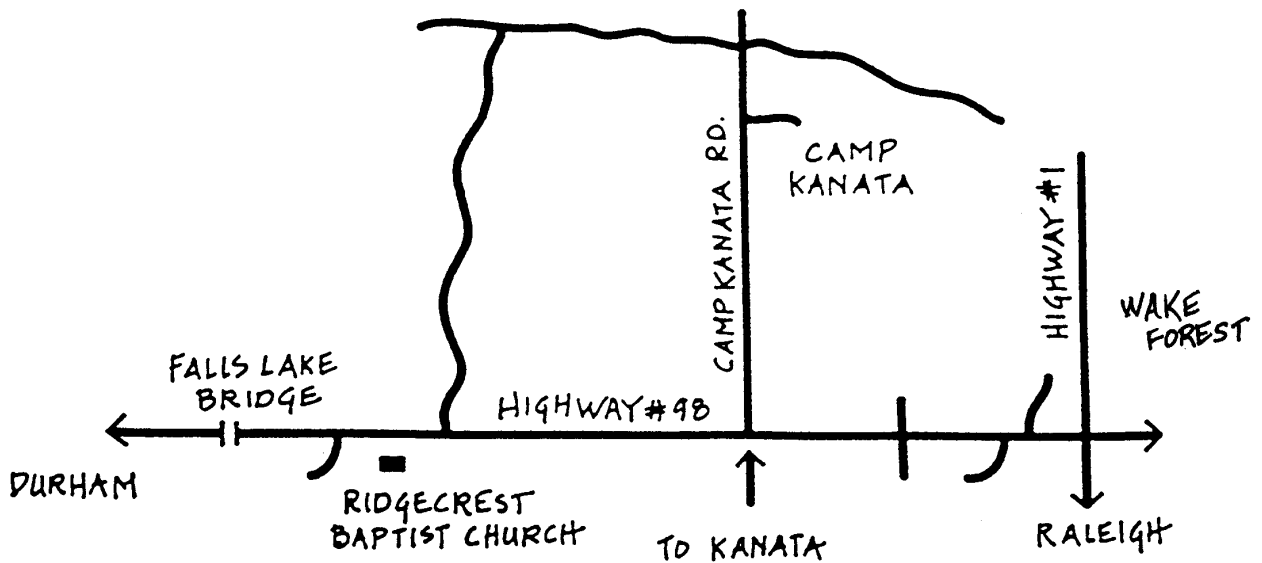 CAMP KANATA RD.
CAMP
KANATA
HIGHWAY #1
WAKE
FOREST
FALLS LAKE
BRIDGE
HIGHWAY #98
DURHAM
RIDGECREST
BAPTIST CHURCH
TO KANATA
RALEIGH